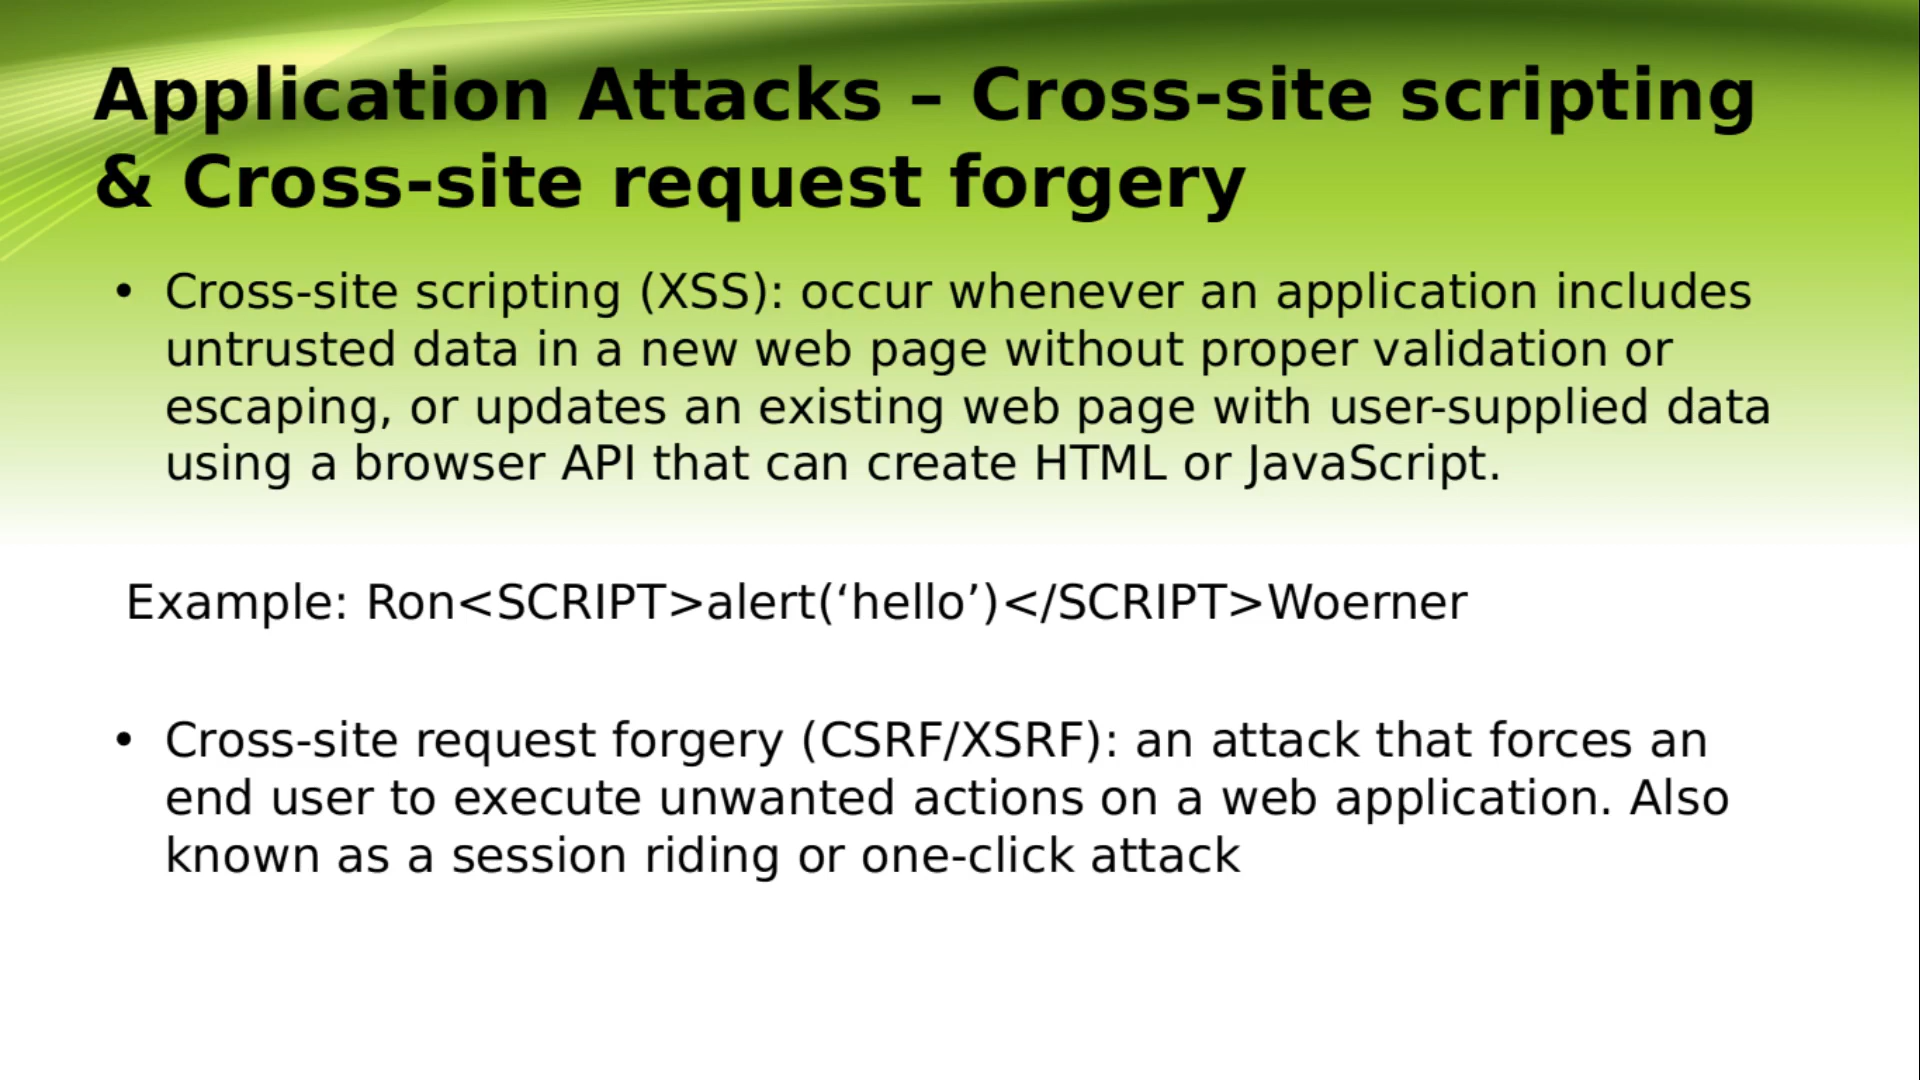 Application Attacks – Cross-site scripting
& Cross-site request forgery
• Cross-site scripting (XSS): occur whenever an application includes
untrusted data in a new web page without proper validation or
escaping, or updates an existing web page with user-supplied data
using a browser API that can create HTML or JavaScript.
Example: Ron<SCRIPT>alert(‘hello’)</SCRIPT>Woerner
• Cross-site request forgery (CSRF/XSRF): an attack that forces an
end user to execute unwanted actions on a web application. Also
known as a session riding or one-click attack